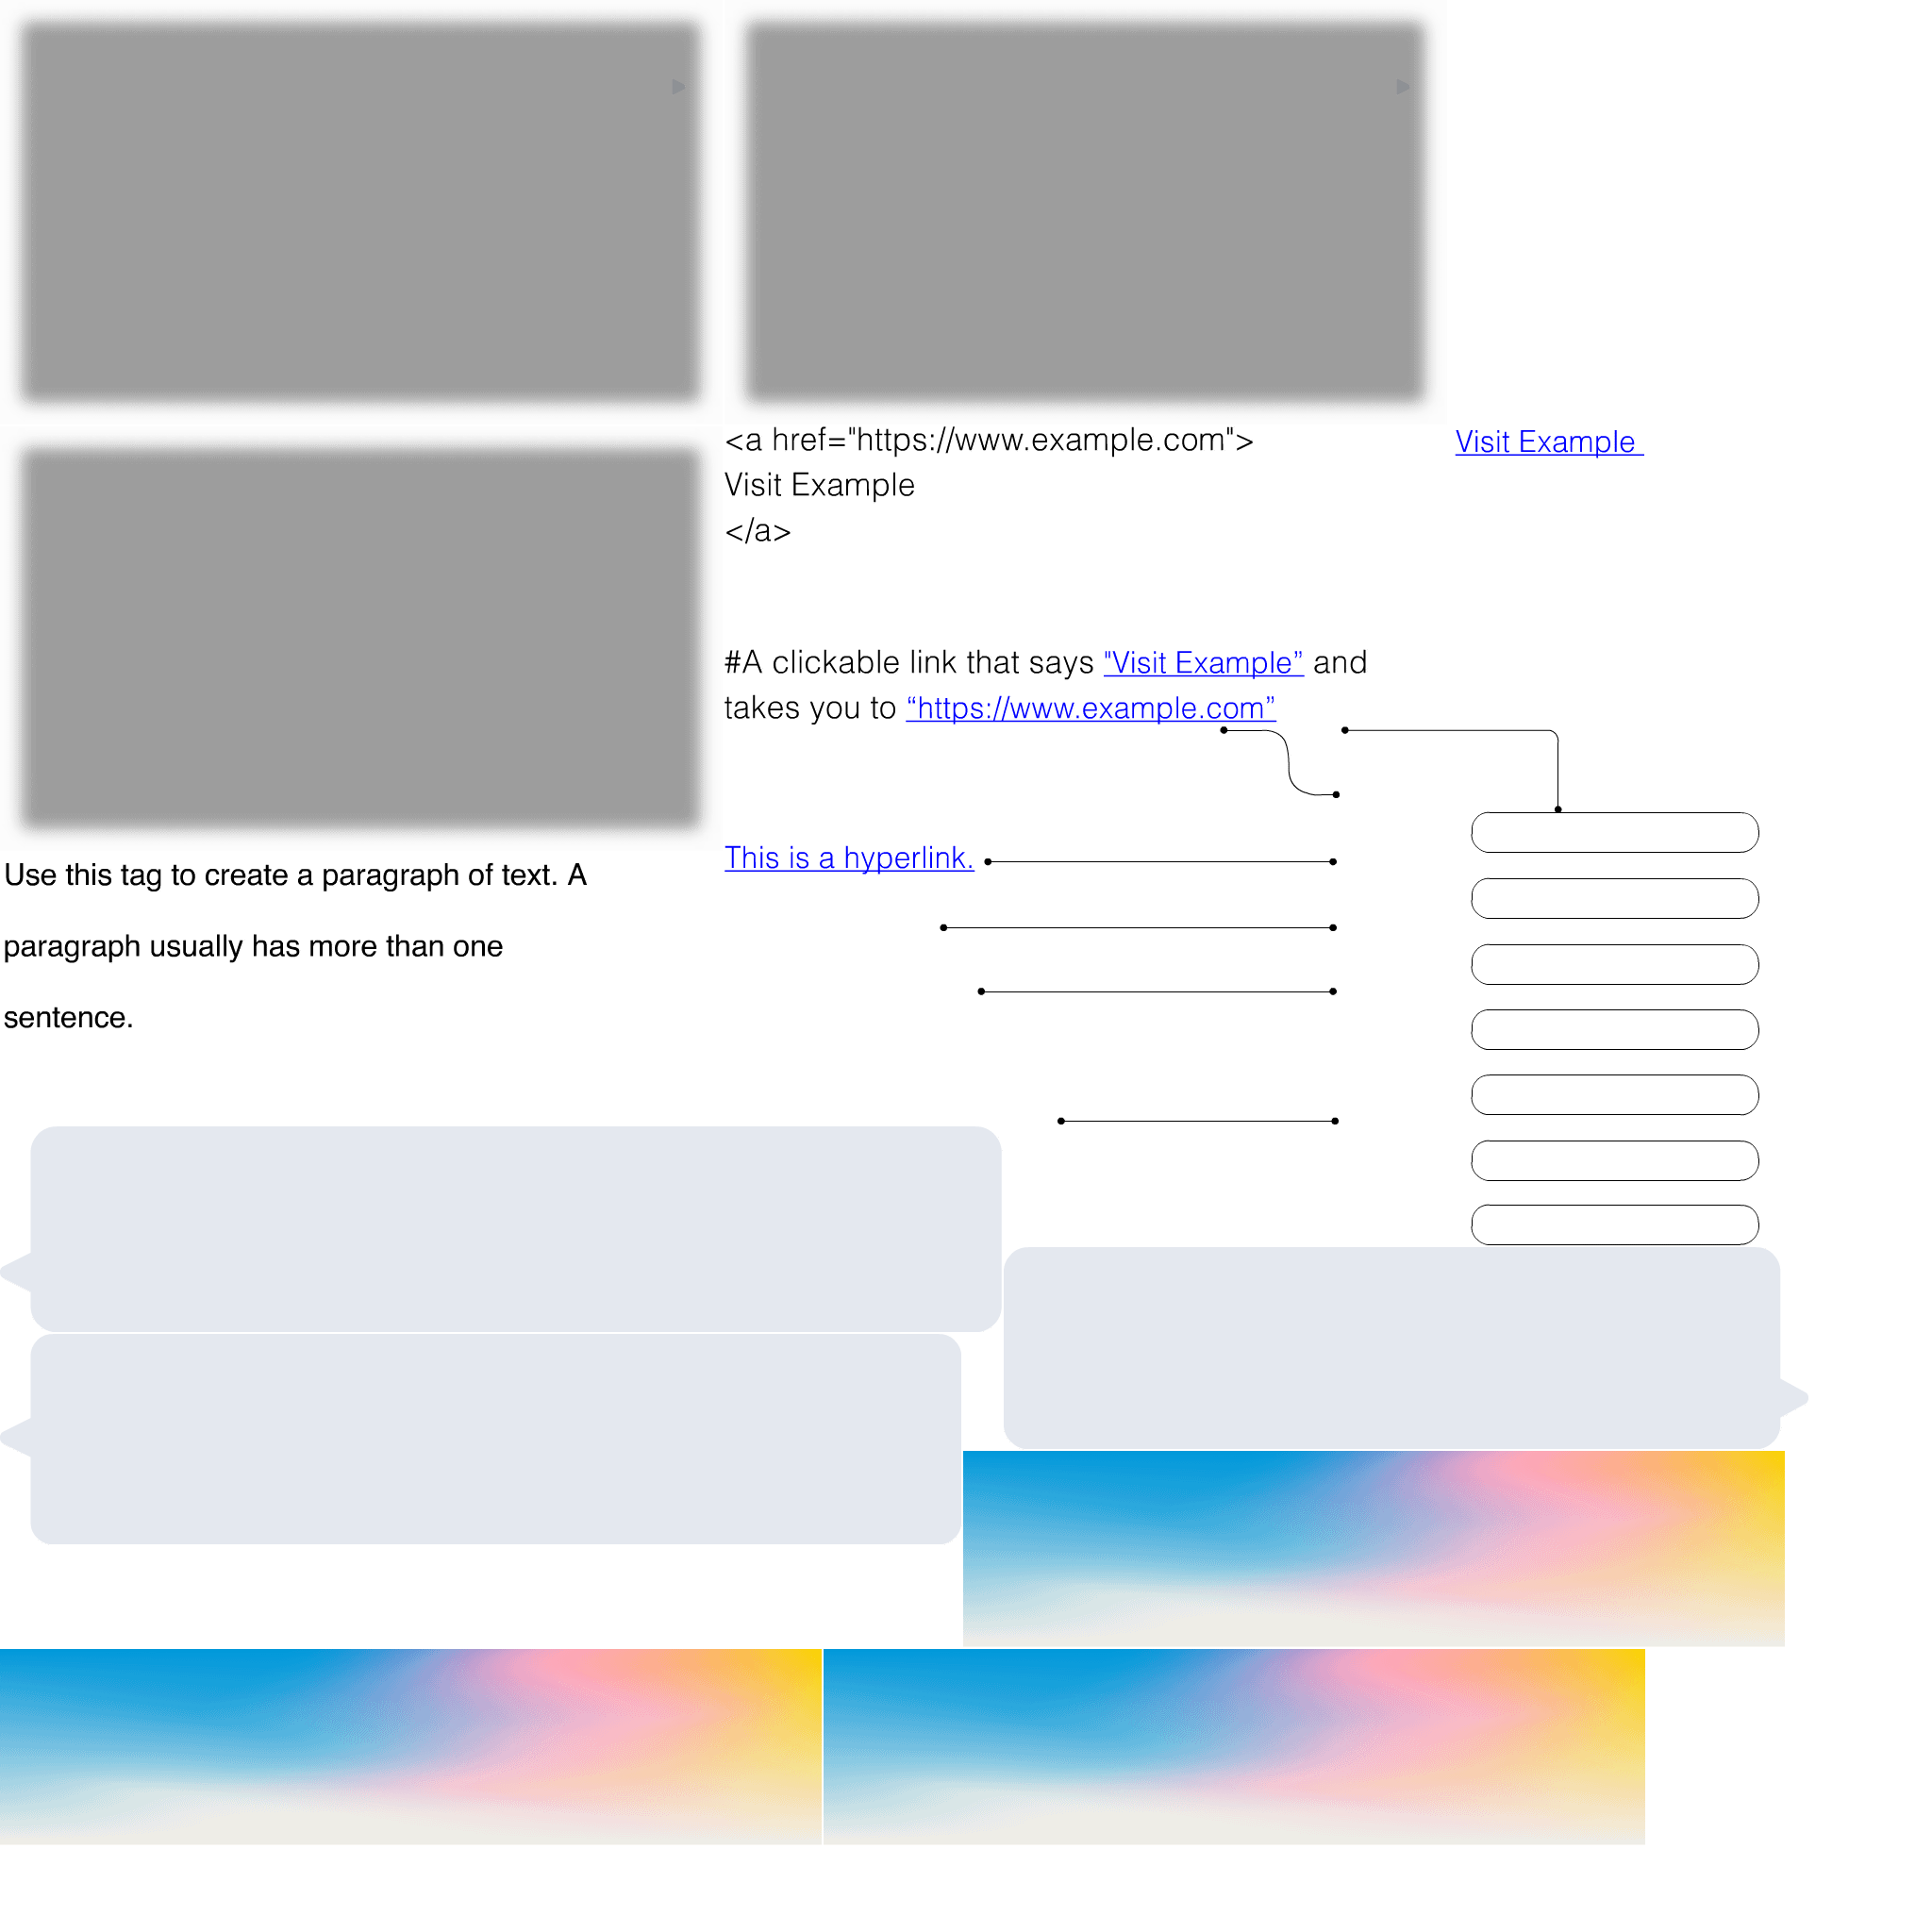 <a href="https://www.example.com">
Visit Example
</a>
Visit Example
#A clickable link that says "Visit Example” and
takes you to “https://www.example.com”
This is a hyperlink.
Use this tag to create a paragraph of text. A
paragraph usually has more than one
sentence.